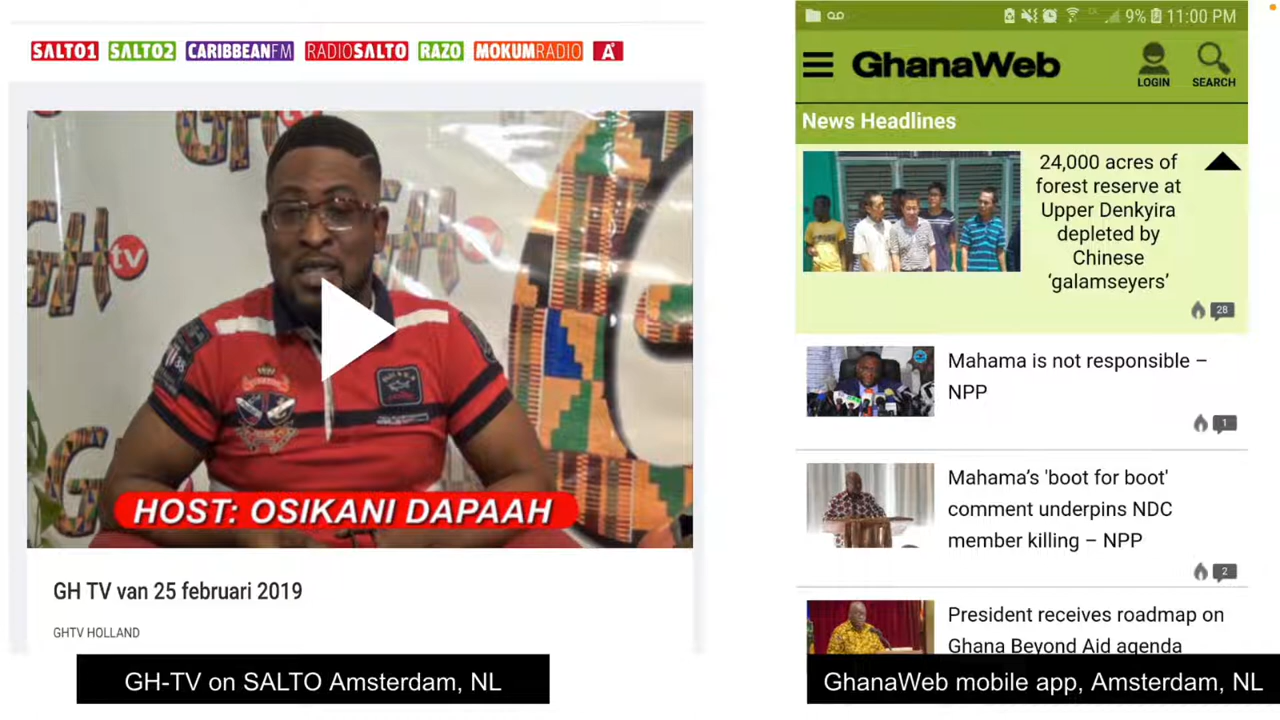 SALTO1 SALTO2 CARIBBEANFM RADIOSALTO RAZO MOKUMRADIO A
GH
tv
GH
tv
HOST: OSIKANI DAPAAH
GH TV van 25 februari 2019
GHTV HOLLAND
GH-TV on SALTO Amsterdam, NL
9% 11:00 PM
GhanaWeb
LOGIN
SEARCH
News Headlines
24,000 acres of
forest reserve at
Upper Denkyira
depleted by
Chinese
‘galamseyers’
28
Mahama is not responsible –
NPP
1
Mahama’s 'boot for boot'
comment underpins NDC
member killing – NPP
2
President receives roadmap on
Ghana Beyond Aid agenda
GhanaWeb mobile app, Amsterdam, NL